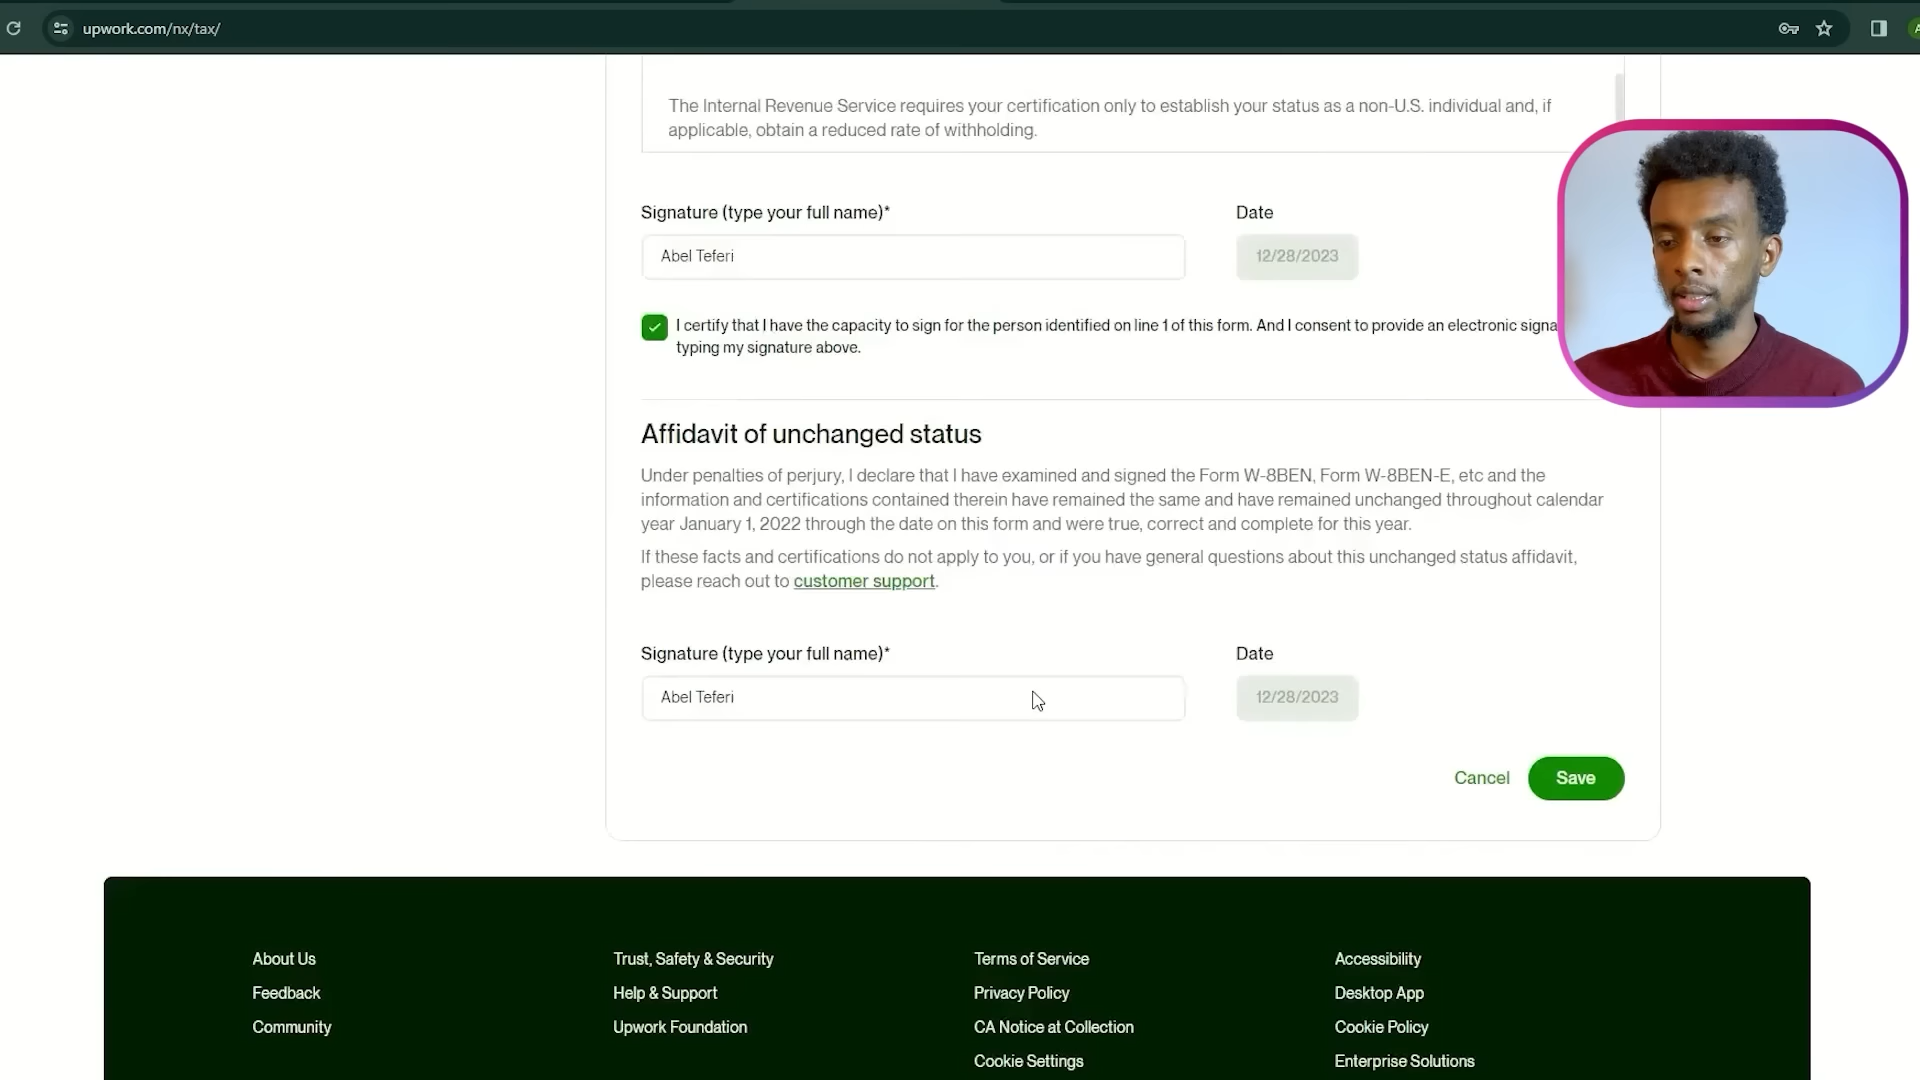 upwork.com/nx/tax/
The Internal Revenue Service requires your certification only to establish your status as a non-U.S. individual and, if
applicable, obtain a reduced rate of withholding.
Signature (type your full name)*
Date
Abel Teferi
12/28/2023
I certify that I have the capacity to sign for the person identified on line 1 of this form. And I consent to provide an electronic signa
typing my signature above.
Affidavit of unchanged status
Under penalties of perjury, I declare that I have examined and signed the Form W-8BEN, Form W-8BEN-E, etc and the
information and certifications contained therein have remained the same and have remained unchanged throughout calendar
year January 1, 2022 through the date on this form and were true, correct and complete for this year.
If these facts and certifications do not apply to you, or if you have general questions about this unchanged status affidavit,
please reach out to customer support.
Signature (type your full name)*
Date
Abel Teferi
12/28/2023
Cancel
Save
About Us
Trust, Safety & Security
Terms of Service
Accessibility
Feedback
Help & Support
Privacy Policy
Desktop App
Community
Upwork Foundation
CA Notice at Collection
Cookie Policy
Cookie Settings
Enterprise Solutions